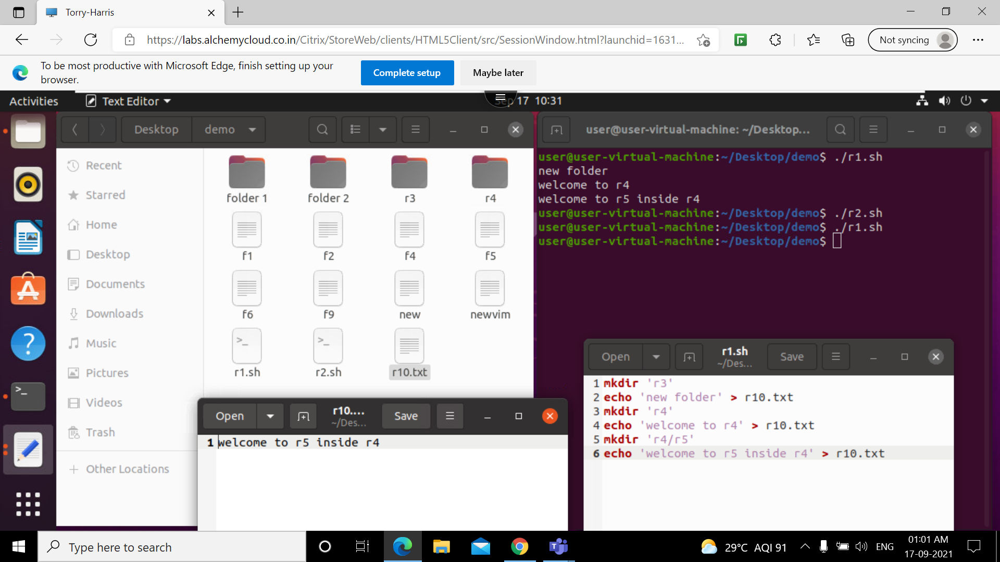 Torry-Harris
https://labs.alchemycloud.co.in/Citrix/StoreWeb/clients/HTML5Client/src/SessionWindow.html?launchid=1631...
Not syncing
To be most productive with Microsoft Edge, finish setting up your
browser.
Complete setup
Maybe later
Activities
Text Editor
Sep 17 10:31
Desktop
demo
Recent
Starred
Home
Desktop
Documents
Downloads
Music
Pictures
Videos
Trash
Other Locations
folder 1
folder 2
r3
r4
f1
f2
f4
f5
f6
f9
new
newvim
r1.sh
r2.sh
r10.txt
user@user-virtual-machine: ~/Desktop...
user@user-virtual-machine:~/Desktop/demo$ ./r1.sh
new folder
welcome to r4
welcome to r5 inside r4
user@user-virtual-machine:~/Desktop/demo$ ./r2.sh
user@user-virtual-machine:~/Desktop/demo$ ./r1.sh
user@user-virtual-machine:~/Desktop/demo$
Open
r10....
~/Des...
Save
1 welcome to r5 inside r4
Open
r1.sh
~/Des...
Save
1 mkdir 'r3'
2 echo 'new folder' > r10.txt
3 mkdir 'r4'
4 echo 'welcome to r4' > r10.txt
5 mkdir 'r4/r5'
6 echo 'welcome to r5 inside r4' > r10.txt
Type here to search
29°C AQI 91
ENG
01:01 AM
17-09-2021